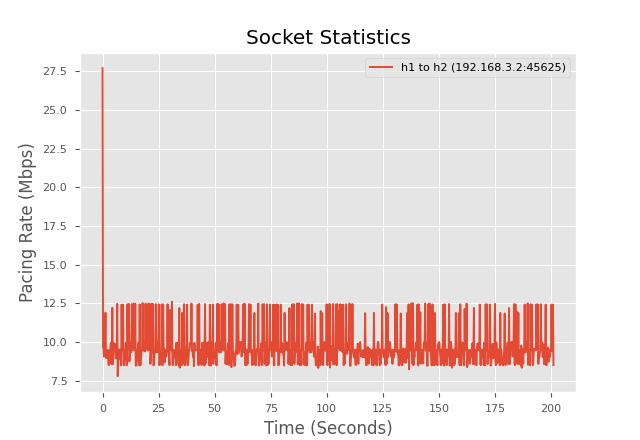 Socket Statistics
h1 to h2 (192.168.3.2:45625)
Pacing Rate (Mbps)
27.5
25.0
22.5
20.0
17.5
15.0
12.5
10.0
7.5
0 25 50 75 100 125 150 175 200
Time (Seconds)